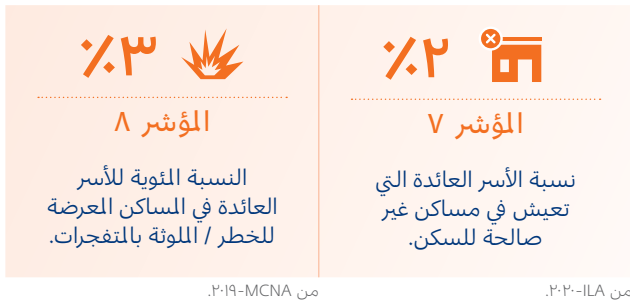 ٢٪
المؤشر ٧
نسبة الأسر العائدة التي
تعيش في مساكن غير
صالحة للسكن.
من ILA-٢٠٢٠.
٣٪
المؤشر ٨
النسبة المئوية للأسر
العائدة في المساكن المعرضة
للخطر / الملوثة بالمتفجرات.
من MCNA-٢٠١٩.